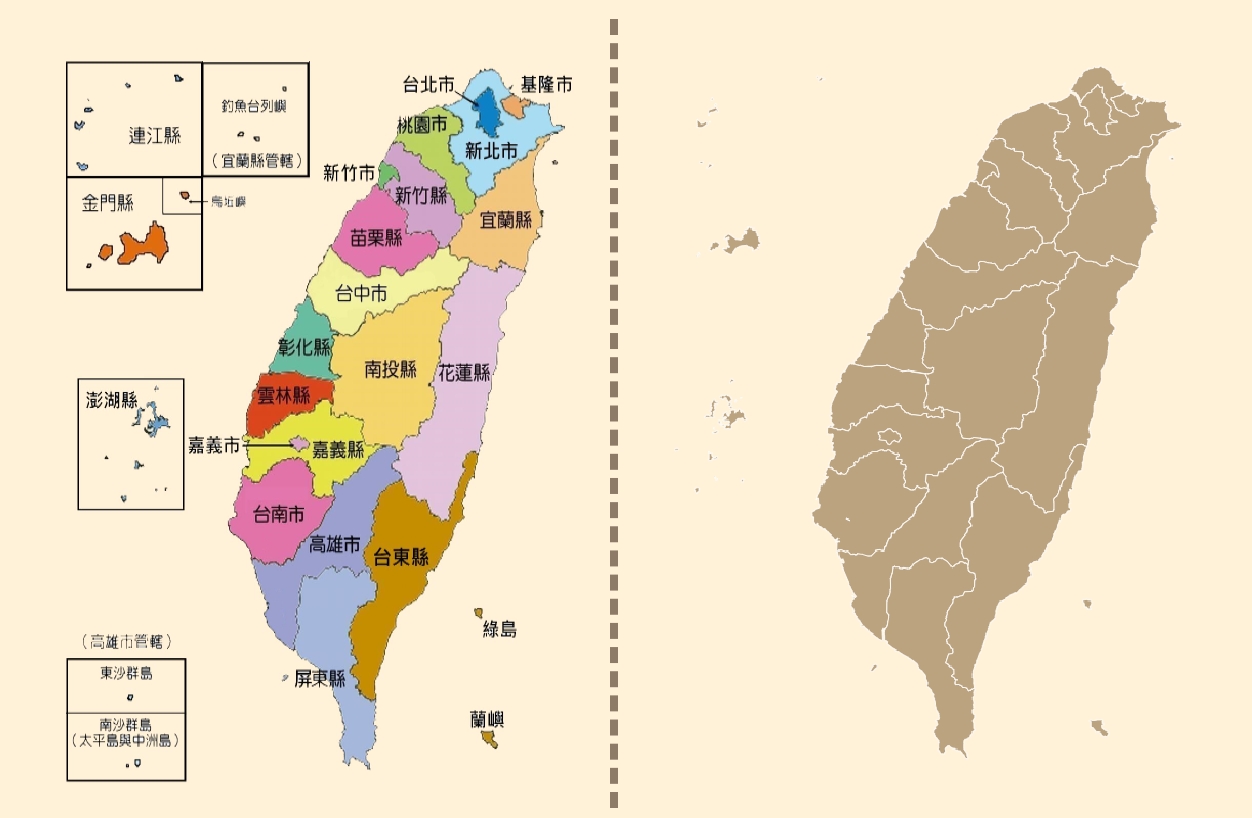 台北市
基隆市
釣魚台列嶼
桃園市
連江縣
新北市
（宜蘭縣管轄）
新竹市
新竹縣
金門縣
烏坵嶼
宜蘭縣
苗栗縣
台中市
彰化縣
南投縣
花蓮縣
雲林縣
澎湖縣
嘉義市
嘉義縣
台南市
高雄市
台東縣
綠島
（高雄市管轄）
東沙群島
屏東縣
蘭嶼
南沙群島
（太平島與中洲島）